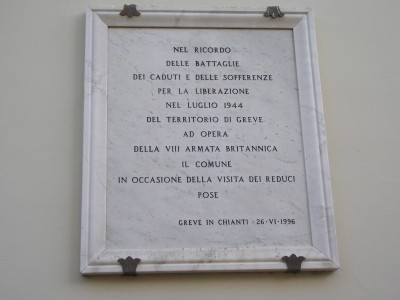 NEL RICORDO
DELLE BATTAGLIE
DEI CADUTI E DELLE SOFFERENZE
PER LA LIBERAZIONE
NEL LUGLIO 1944
DEL TERRITORIO DI GREVE
AD OPERA
DELLA VIII ARMATA BRITANNICA
IL COMUNE
IN OCCASIONE DELLA VISITA DEI REDUCI
POSE
GREVE IN CHIANTI · 26·VI·1996